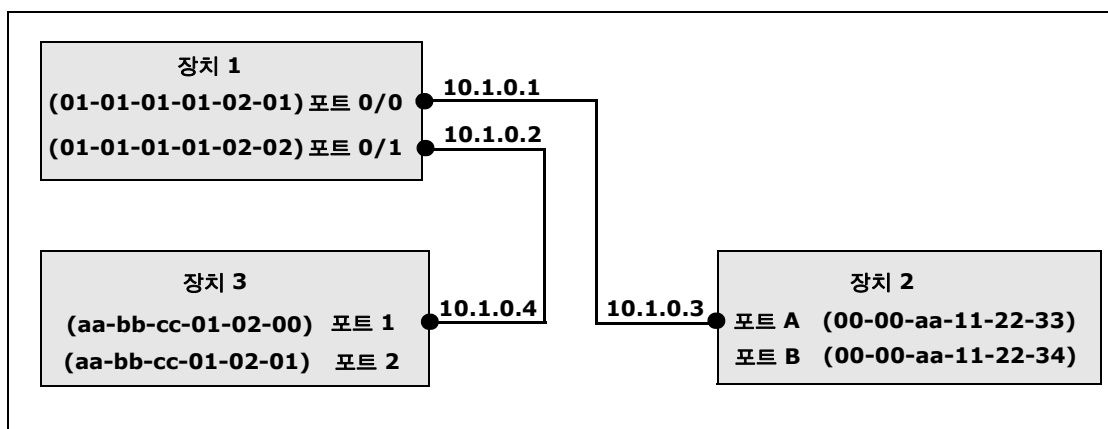 장치 1
(01-01-01-01-02-01) 포트 0/0
10.1.0.1
(01-01-01-01-02-02) 포트 0/1
10.1.0.2
장치 3
(aa-bb-cc-01-02-00) 포트 1
10.1.0.4
(aa-bb-cc-01-02-01) 포트 2
장치 2
10.1.0.3
포트 A (00-00-aa-11-22-33)
포트 B (00-00-aa-11-22-34)